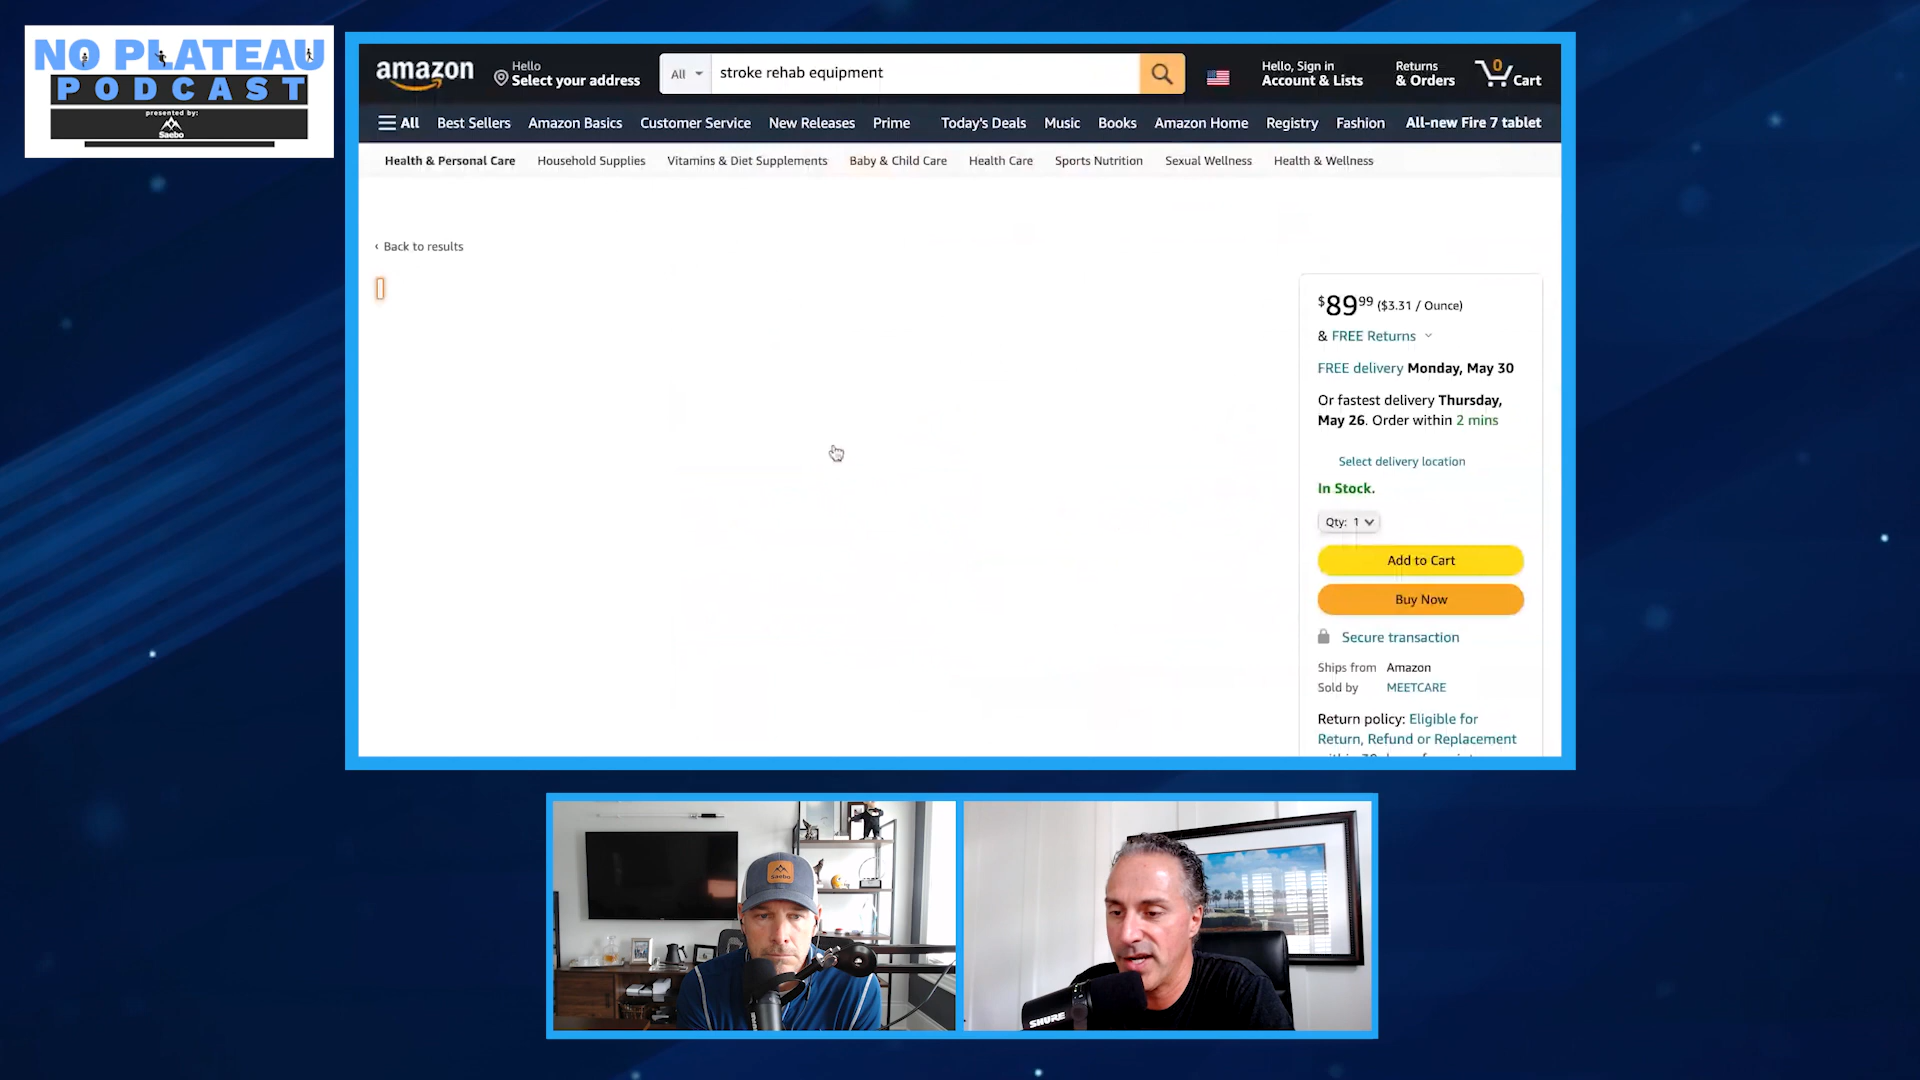 NO PLATEAU
PODCAST
presented by:
Saebo
amazon
Hello
Select your address
All
stroke rehab equipment
Hello, Sign in
Account & Lists
Returns
& Orders
0
Cart
All
Best Sellers
Amazon Basics
Customer Service
New Releases
Prime
Today's Deals
Music
Books
Amazon Home
Registry
Fashion
All-new Fire 7 tablet
Health & Personal Care
Household Supplies
Vitamins & Diet Supplements
Baby & Child Care
Health Care
Sports Nutrition
Sexual Wellness
Health & Wellness
‹ Back to results
$89.99 ($3.31 / Ounce)
& FREE Returns
FREE delivery Monday, May 30
Or fastest delivery Thursday,
May 26. Order within 2 mins
Select delivery location
In Stock.
Qty: 1
Add to Cart
Buy Now
Secure transaction
Ships from Amazon
Sold by MEETCARE
Return policy: Eligible for
Return, Refund or Replacement
Saebo
SHURE
SHURE